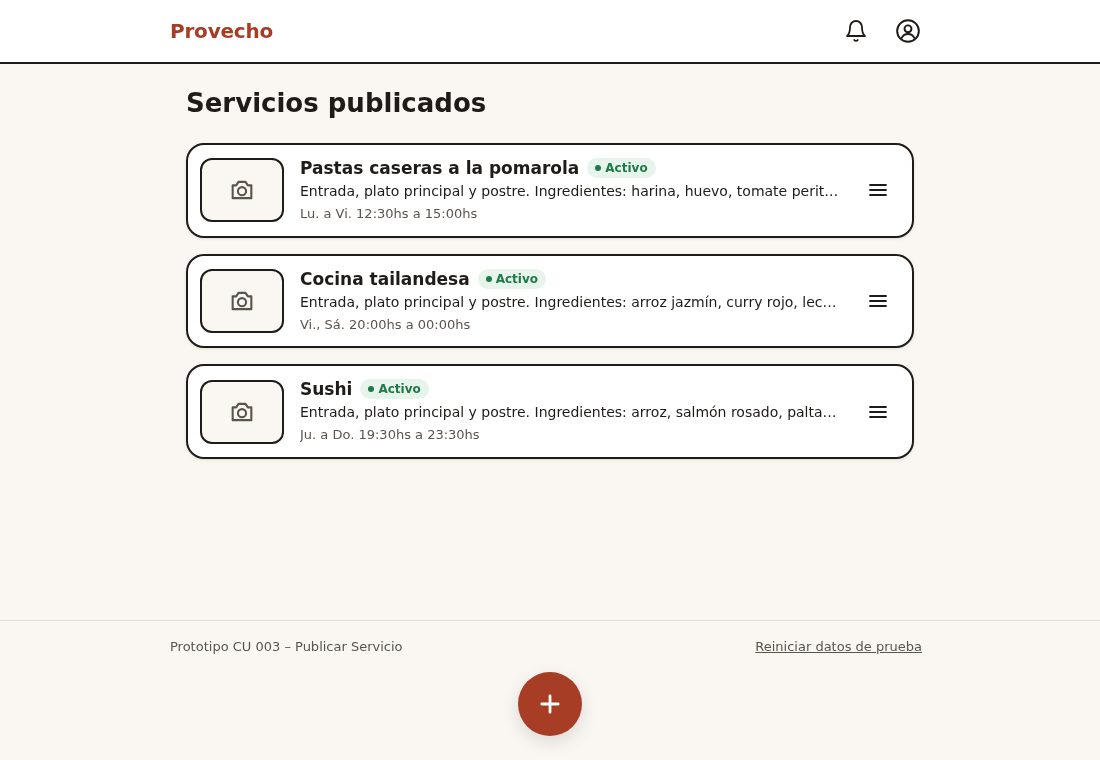 Provecho
Servicios publicados
Pastas caseras a la pomarola Activo
Entrada, plato principal y postre. Ingredientes: harina, huevo, tomate perit…
Lu. a Vi. 12:30hs a 15:00hs
Cocina tailandesa Activo
Entrada, plato principal y postre. Ingredientes: arroz jazmín, curry rojo, lec…
Vi., Sá. 20:00hs a 00:00hs
Sushi Activo
Entrada, plato principal y postre. Ingredientes: arroz, salmón rosado, palta…
Ju. a Do. 19:30hs a 23:30hs
Prototipo CU 003 – Publicar Servicio
Reiniciar datos de prueba